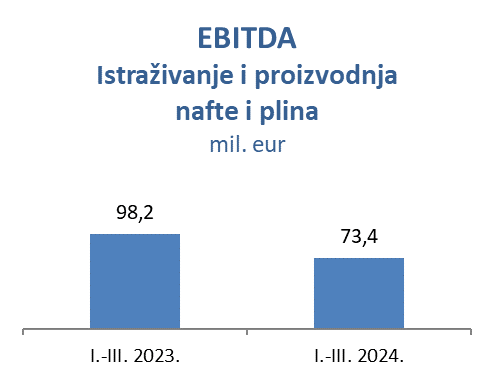 EBITDA
Istraživanje i proizvodnja
nafte i plina
mil. eur
98,2
73,4
I.-III. 2023.
I.-III. 2024.